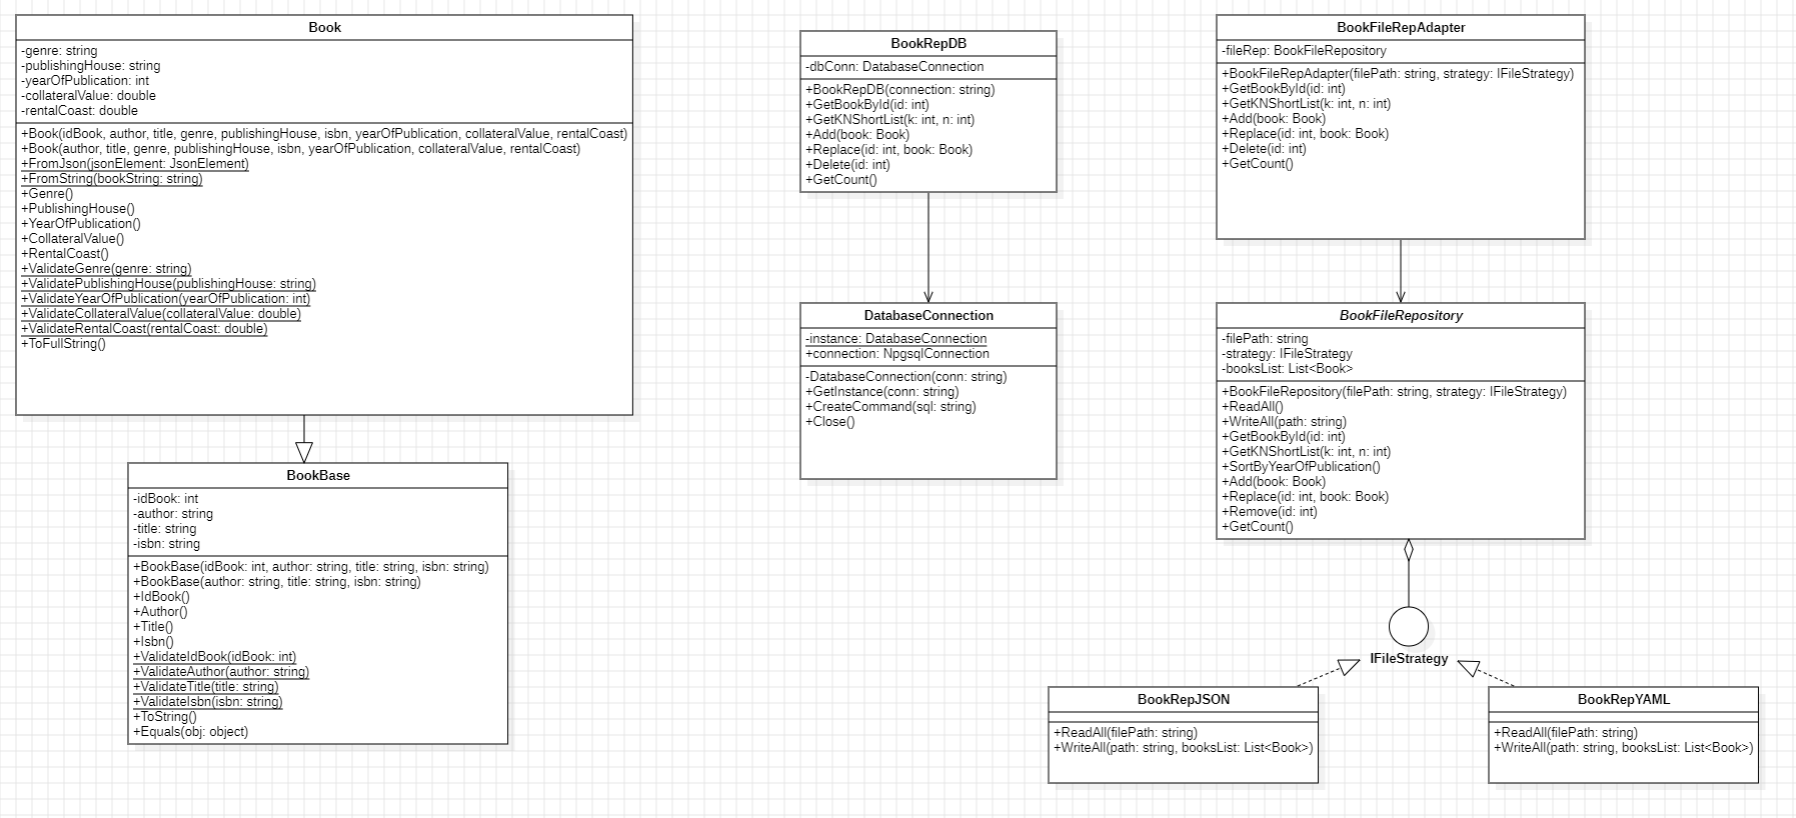 Book
-genre: string
-publishingHouse: string
-yearOfPublication: int
-collateralValue: double
-rentalCoast: double
+Book(idBook, author, title, genre, publishingHouse, isbn, yearOfPublication, collateralValue, rentalCoast)
+Book(author, title, genre, publishingHouse, isbn, yearOfPublication, collateralValue, rentalCoast)
+FromJson(jsonElement: JsonElement)
+FromString(bookString: string)
+Genre()
+PublishingHouse()
+YearOfPublication()
+CollateralValue()
+RentalCoast()
+ValidateGenre(genre: string)
+ValidatePublishingHouse(publishingHouse: string)
+ValidateYearOfPublication(yearOfPublication: int)
+ValidateCollateralValue(collateralValue: double)
+ValidateRentalCoast(rentalCoast: double)
+ToFullString()
BookBase
-idBook: int
-author: string
-title: string
-isbn: string
+BookBase(idBook: int, author: string, title: string, isbn: string)
+BookBase(author: string, title: string, isbn: string)
+IdBook()
+Author()
+Title()
+Isbn()
+ValidateIdBook(idBook: int)
+ValidateAuthor(author: string)
+ValidateTitle(title: string)
+ValidateIsbn(isbn: string)
+ToString()
+Equals(obj: object)
BookRepDB
-dbConn: DatabaseConnection
+BookRepDB(connection: string)
+GetBookById(id: int)
+GetKNShortList(k: int, n: int)
+Add(book: Book)
+Replace(id: int, book: Book)
+Delete(id: int)
+GetCount()
DatabaseConnection
-instance: DatabaseConnection
+connection: NpgsqlConnection
-DatabaseConnection(conn: string)
+GetInstance(conn: string)
+CreateCommand(sql: string)
+Close()
BookFileRepAdapter
-fileRep: BookFileRepository
+BookFileRepAdapter(filePath: string, strategy: IFileStrategy)
+GetBookById(id: int)
+GetKNShortList(k: int, n: int)
+Add(book: Book)
+Replace(id: int, book: Book)
+Delete(id: int)
+GetCount()
BookFileRepository
-filePath: string
-strategy: IFileStrategy
-booksList: List<Book>
+BookFileRepository(filePath: string, strategy: IFileStrategy)
+ReadAll()
+WriteAll(path: string)
+GetBookById(id: int)
+GetKNShortList(k: int, n: int)
+SortByYearOfPublication()
+Add(book: Book)
+Replace(id: int, book: Book)
+Remove(id: int)
+GetCount()
IFileStrategy
BookRepJSON
+ReadAll(filePath: string)
+WriteAll(path: string, booksList: List<Book>)
BookRepYAML
+ReadAll(filePath: string)
+WriteAll(path: string, booksList: List<Book>)